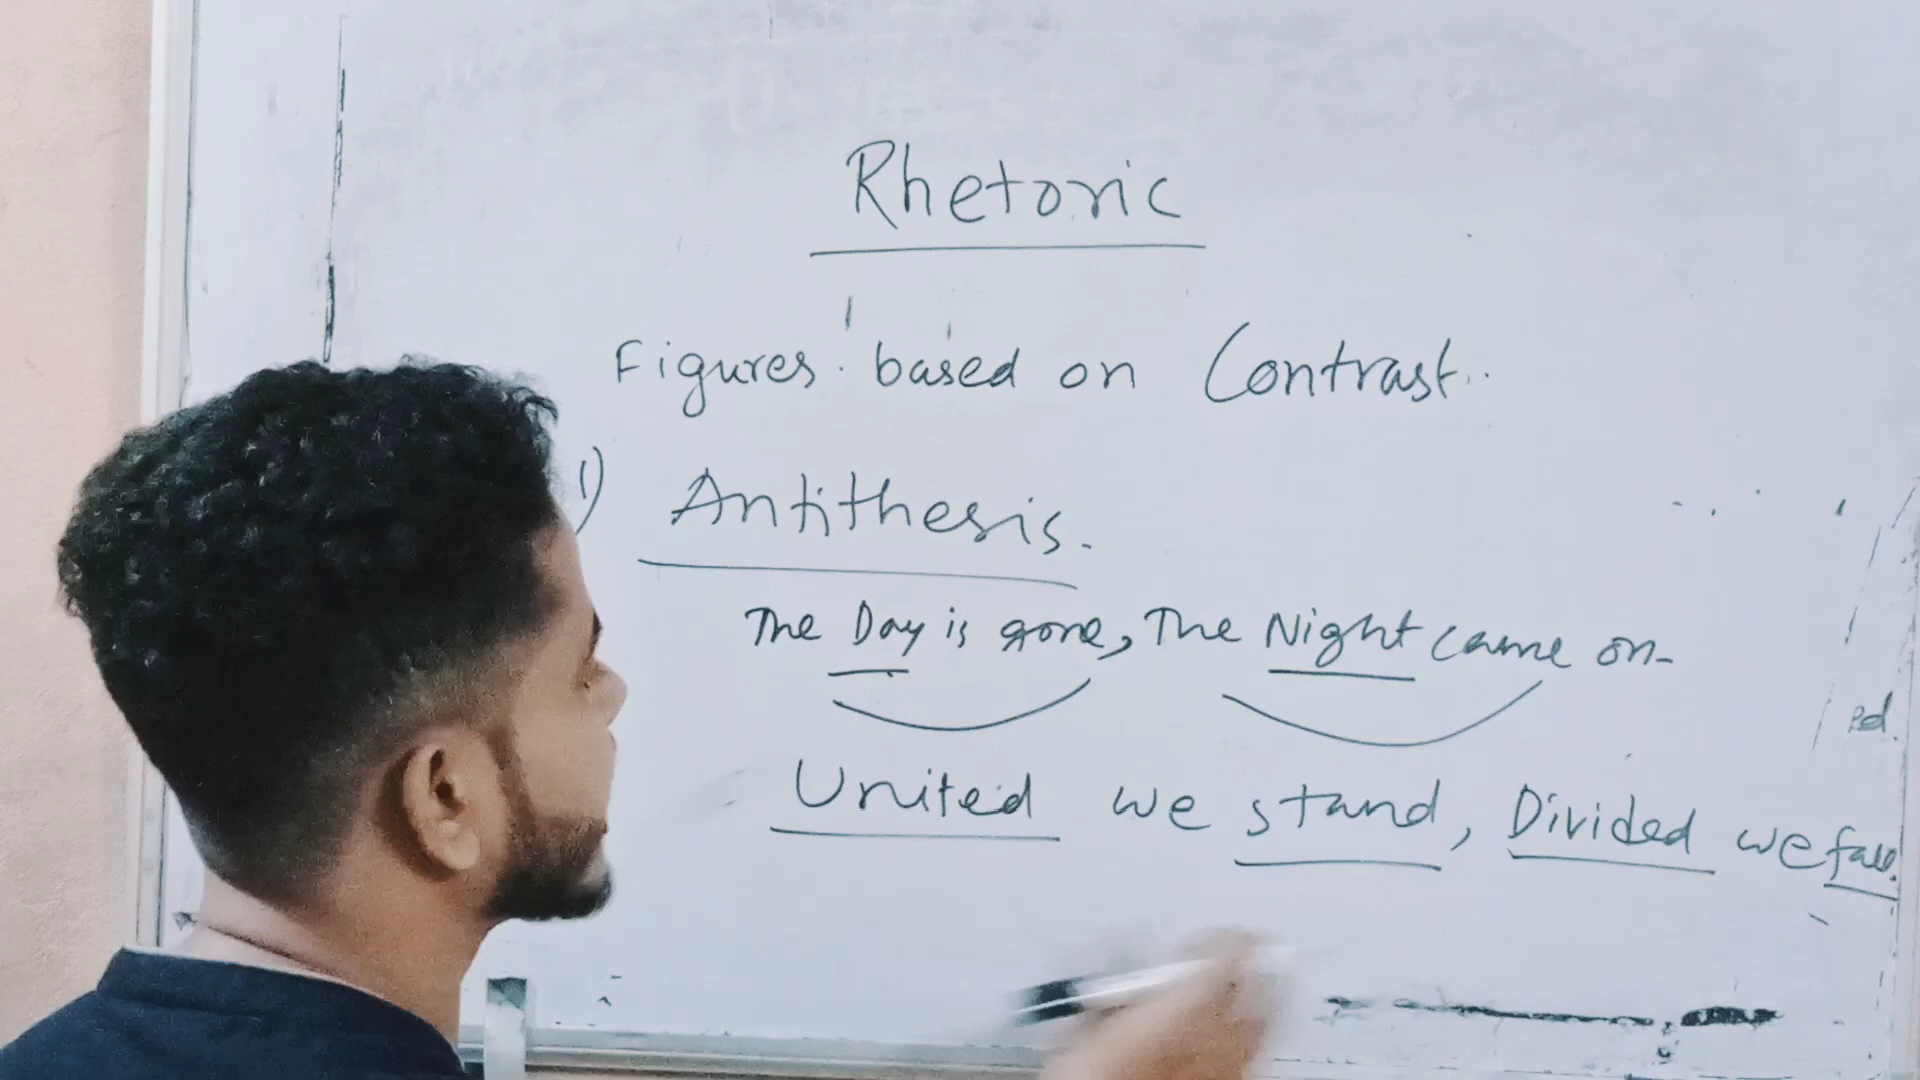 Rhetoric
Figures based on Contrast.
1) Antithesis.
The Day is gone, The Night came on-
United we stand, Divided we fall.